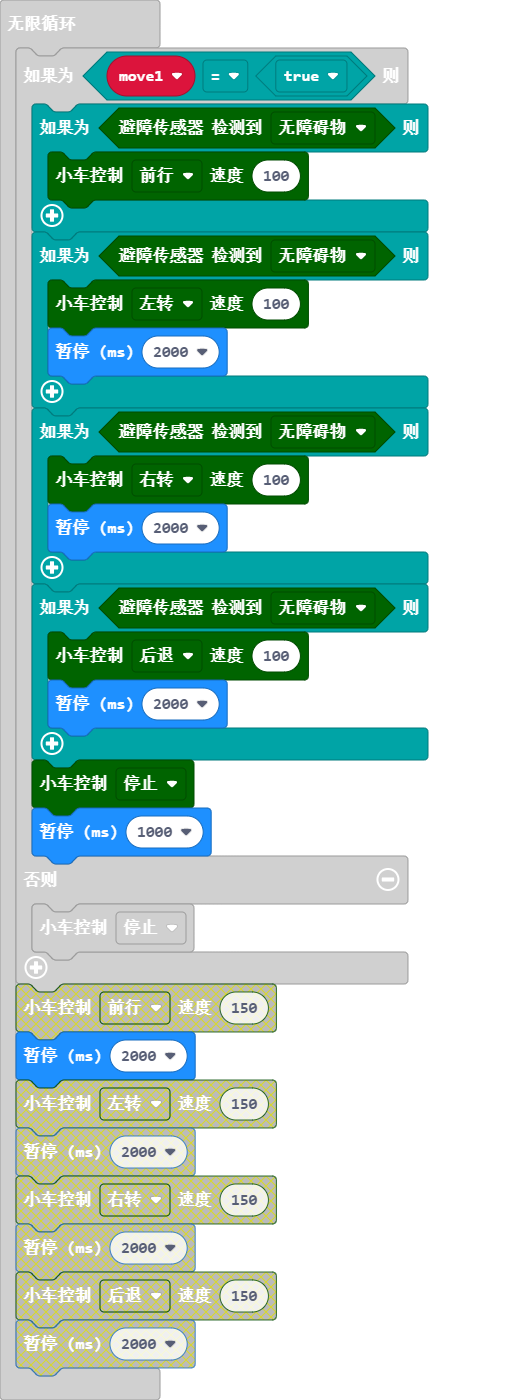 无限循环
如果为 move1 = true 则
如果为 避障传感器 检测到 无障碍物 则
小车控制 前行 速度 100
如果为 避障传感器 检测到 无障碍物 则
小车控制 左转 速度 100
暂停 (ms) 2000
如果为 避障传感器 检测到 无障碍物 则
小车控制 右转 速度 100
暂停 (ms) 2000
如果为 避障传感器 检测到 无障碍物 则
小车控制 后退 速度 100
暂停 (ms) 2000
小车控制 停止
暂停 (ms) 1000
否则
小车控制 停止
小车控制 前行 速度 150
暂停 (ms) 2000
小车控制 左转 速度 150
暂停 (ms) 2000
小车控制 右转 速度 150
暂停 (ms) 2000
小车控制 后退 速度 150
暂停 (ms) 2000